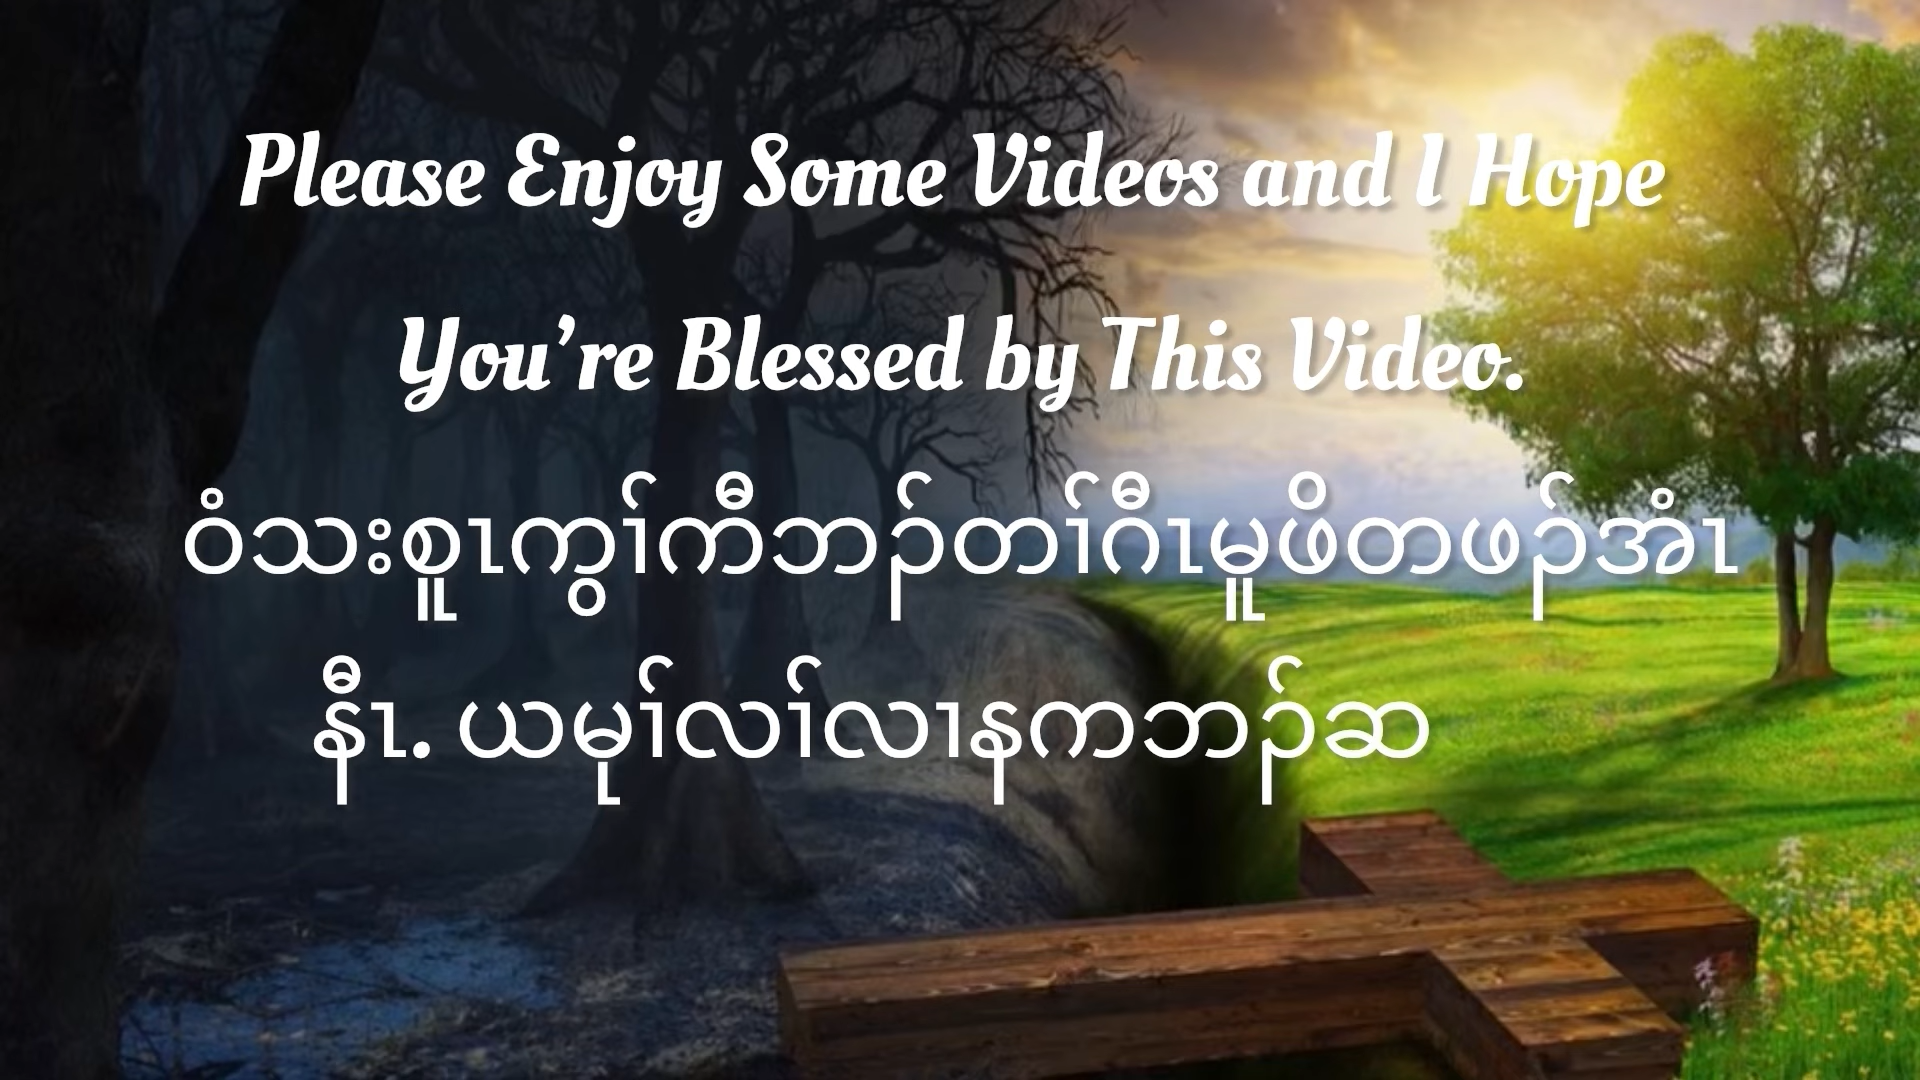 Please Enjoy Some Videos and I Hope
You’re Blessed by This Video.
ဝံသးစူၤကွၢ်ကီဘၣ်တၢ်ဂီၤမူဖိတဖၣ်အံၤ
နီၤ. ယမုၢ်လၢ်လၢနကဘၣ်ဆ